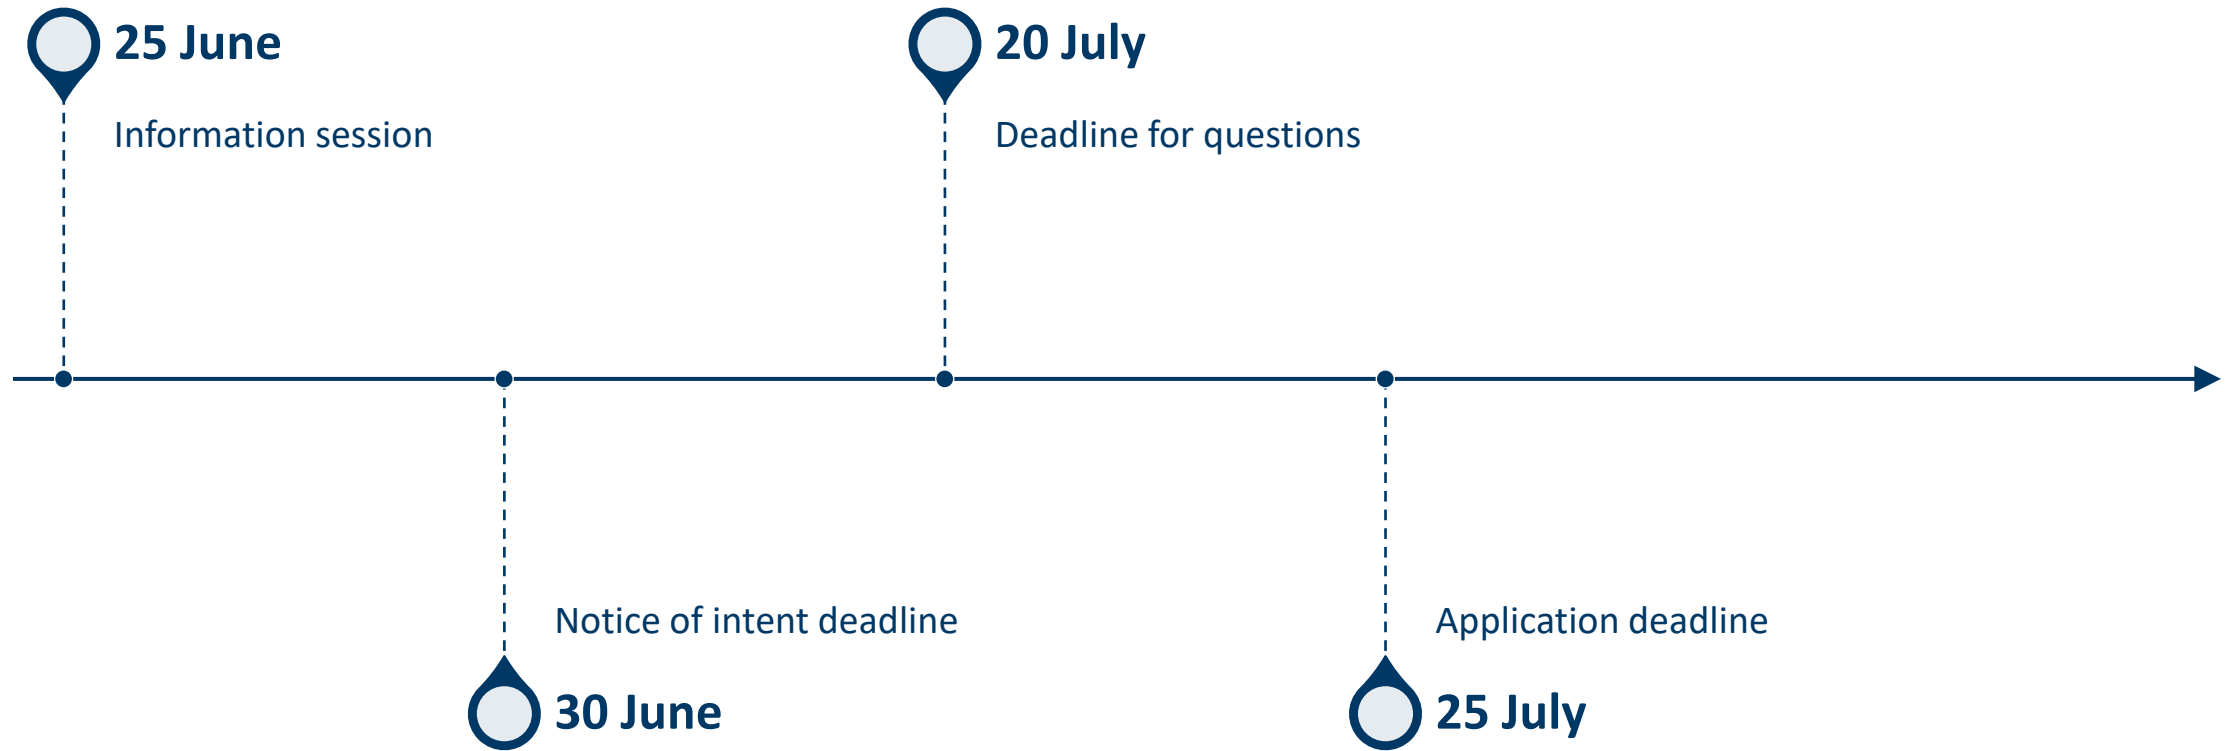 25 June
Information session
20 July
Deadline for questions
Notice of intent deadline
30 June
Application deadline
25 July